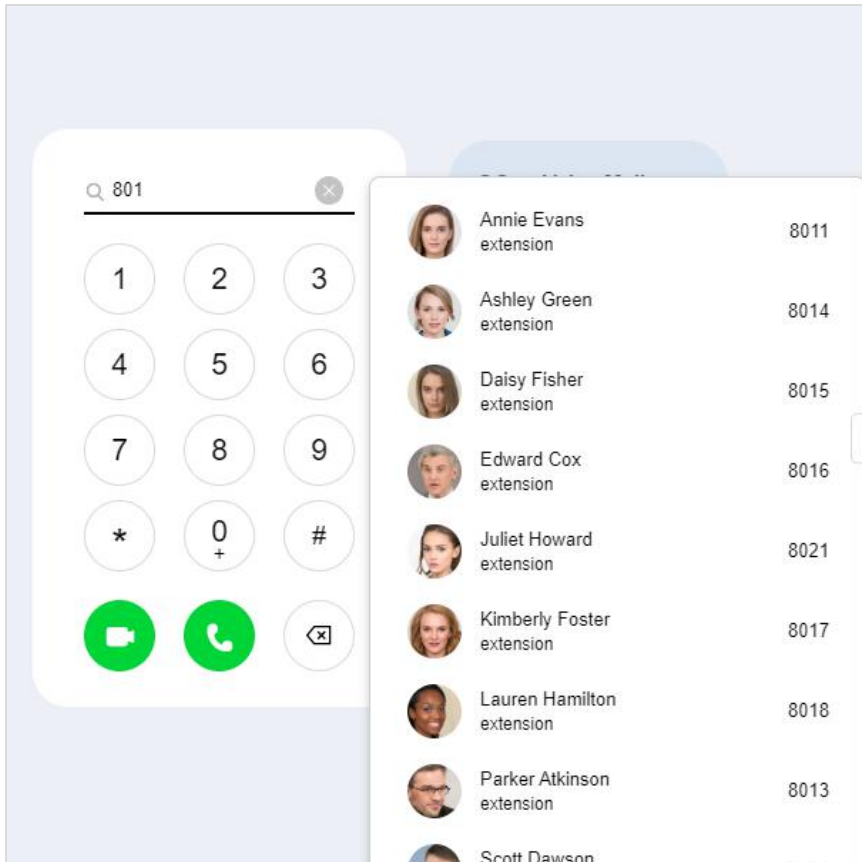 801
1 2 3
4 5 6
7 8 9
* 0 #
+
Annie Evans 8011
extension
Ashley Green 8014
extension
Daisy Fisher 8015
extension
Edward Cox 8016
extension
Juliet Howard 8021
extension
Kimberly Foster 8017
extension
Lauren Hamilton 8018
extension
Parker Atkinson 8013
extension
Scott Dawson